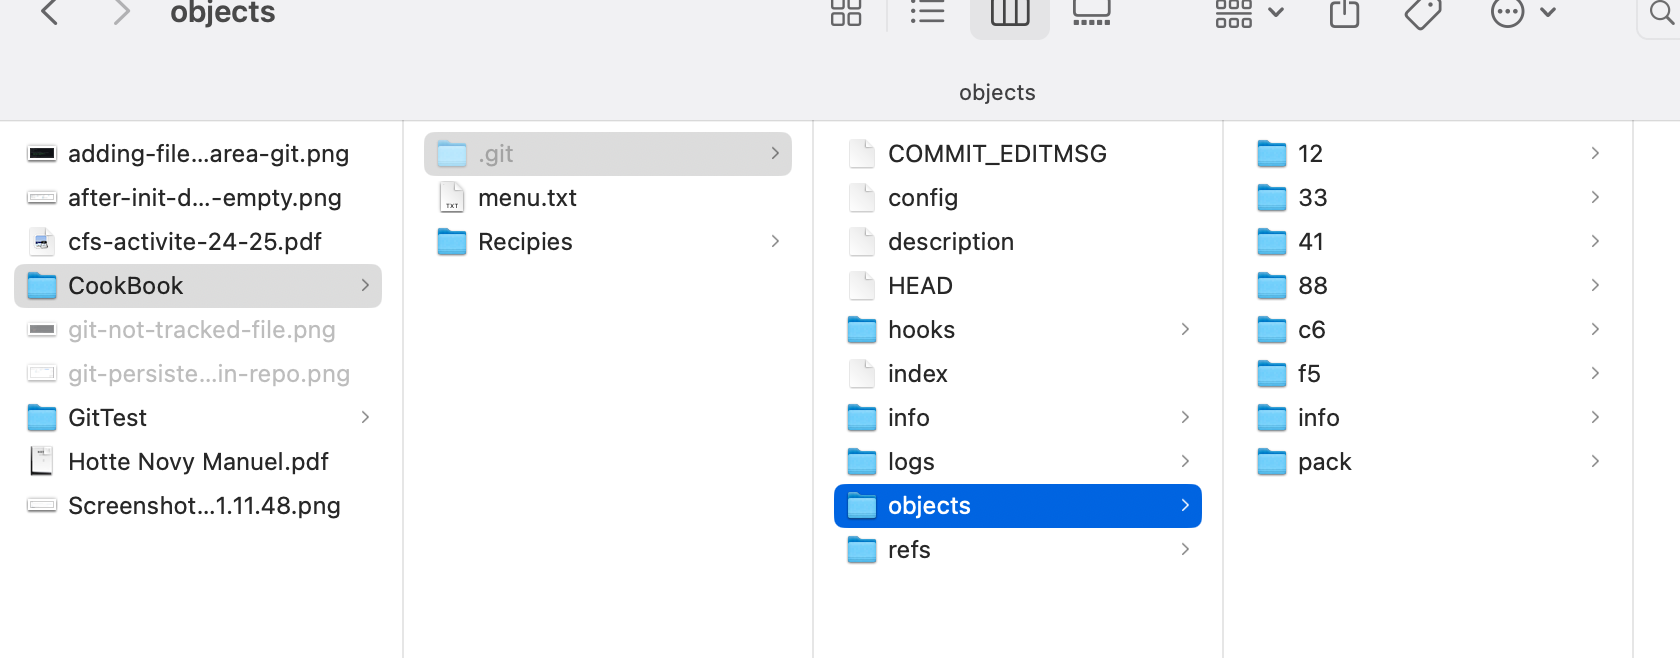 objects
objects
adding-file...area-git.png
after-init-d...-empty.png
cfs-activite-24-25.pdf
CookBook
git-not-tracked-file.png
git-persiste...in-repo.png
GitTest
Hotte Novy Manuel.pdf
Screenshot...1.11.48.png
.git
TXT
menu.txt
Recipies
COMMIT_EDITMSG
config
description
HEAD
hooks
index
info
logs
objects
refs
12
33
41
88
c6
f5
info
pack